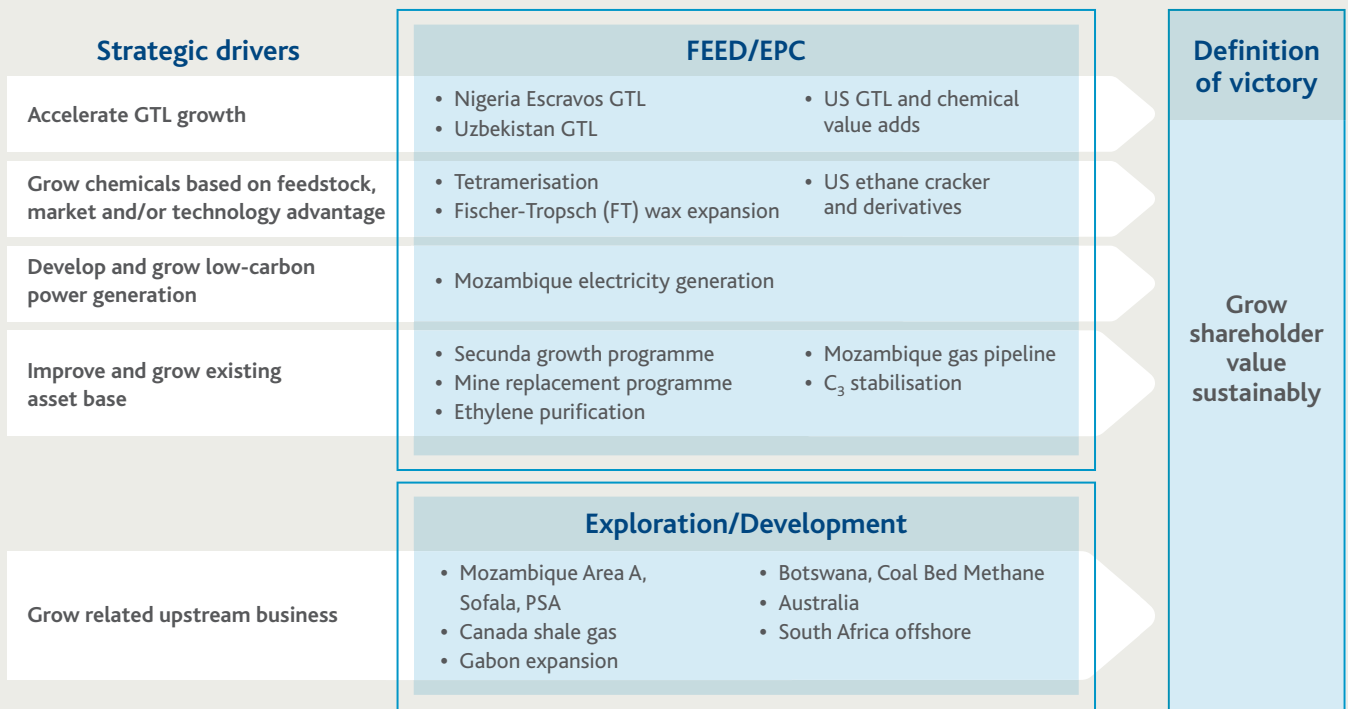 Strategic drivers
FEED/EPC
Definition
of victory
Accelerate GTL growth
• Nigeria Escravos GTL
• Uzbekistan GTL
• US GTL and chemical
value adds
Grow chemicals based on feedstock,
market and/or technology advantage
• Tetramerisation
• Fischer-Tropsch (FT) wax expansion
• US ethane cracker
and derivatives
Develop and grow low-carbon
power generation
• Mozambique electricity generation
Improve and grow existing
asset base
• Secunda growth programme
• Mine replacement programme
• Ethylene purification
• Mozambique gas pipeline
• C₃ stabilisation
Grow
shareholder
value
sustainably
Exploration/Development
Grow related upstream business
• Mozambique Area A,
Sofala, PSA
• Canada shale gas
• Gabon expansion
• Botswana, Coal Bed Methane
• Australia
• South Africa offshore